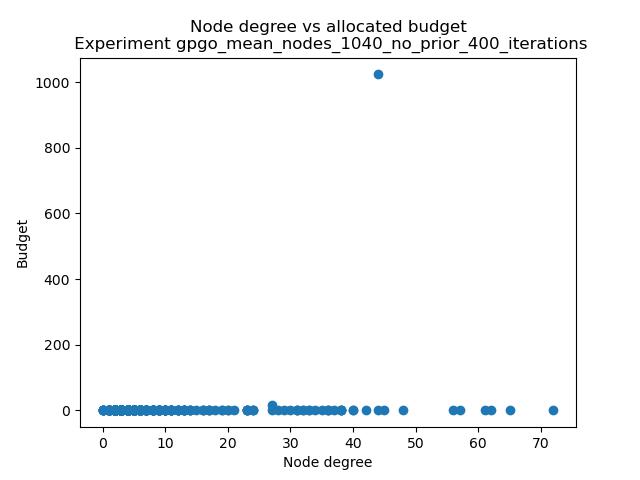 Node degree vs allocated budget
Experiment gpgo_mean_nodes_1040_no_prior_400_iterations
1000
800
600
400
200
0
Budget
0 10 20 30 40 50 60 70
Node degree